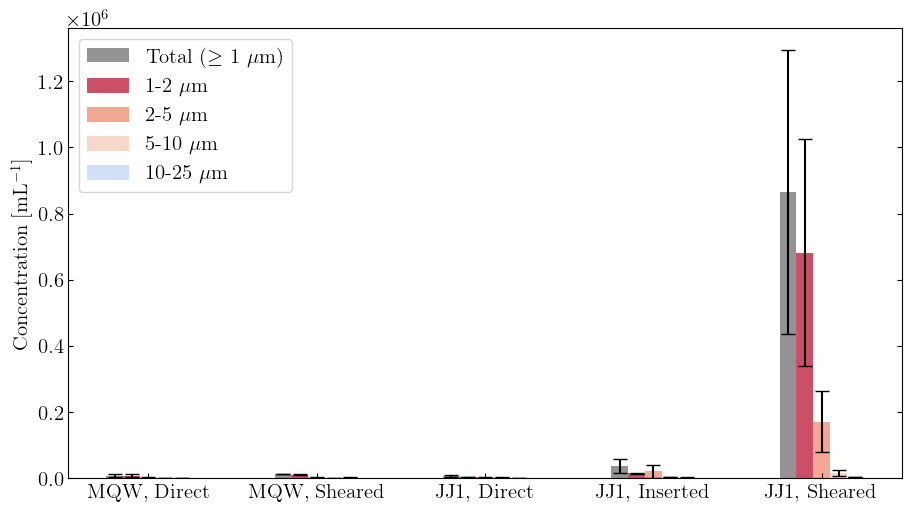 ×10⁶
Total (≥ 1 μm)
1-2 μm
2-5 μm
5-10 μm
10-25 μm
Concentration [mL⁻¹]
1.2
1.0
0.8
0.6
0.4
0.2
0.0
MQW, Direct MQW, Sheared JJ1, Direct JJ1, Inserted JJ1, Sheared